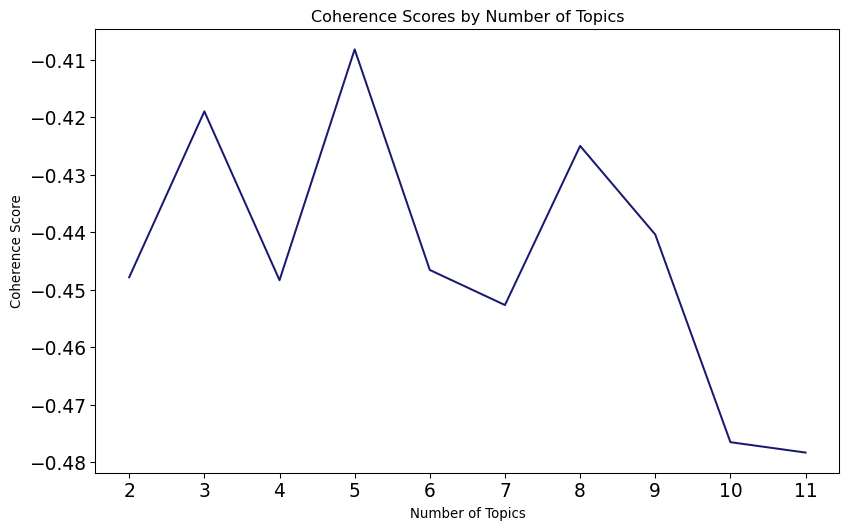 Coherence Scores by Number of Topics
−0.41
−0.42
−0.43
−0.44
−0.45
−0.46
−0.47
−0.48
Coherence Score
2 3 4 5 6 7 8 9 10 11
Number of Topics